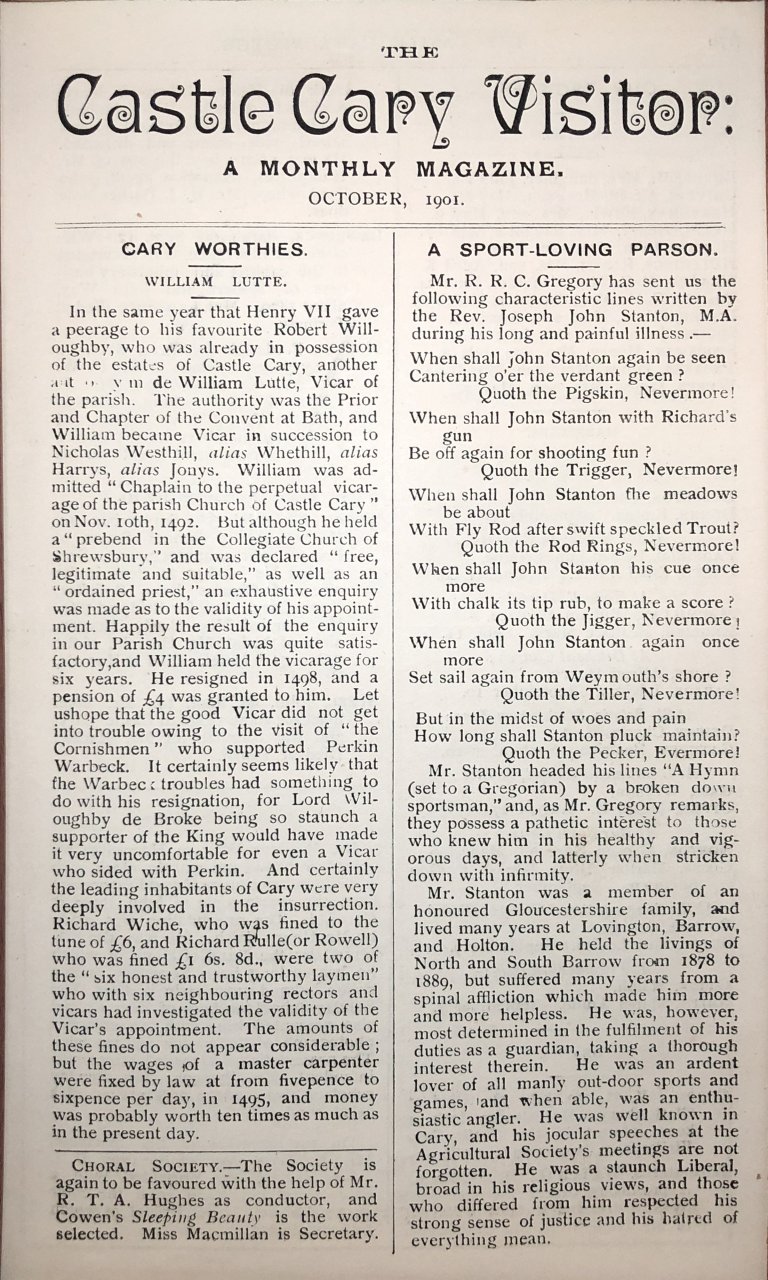 THE
Castle Cary Visitor:
A MONTHLY MAGAZINE.
OCTOBER, 1901.
CARY WORTHIES.
WILLIAM LUTTE.
In the same year that Henry VII gave
a peerage to his favourite Robert Will-
oughby, who was already in possession
of the estates of Castle Cary, another
de William Lutte, Vicar of
the parish. The authority was the Prior
and Chapter of the Convent at Bath, and
William became Vicar in succession to
Nicholas Westhill, alias Whethill, alias
Harrys, alias Jonys. William was ad-
mitted "Chaplain to the perpetual vicar-
age of the parish Church of Castle Cary"
on Nov. 10th, 1492. But although he held
a "prebend in the Collegiate Church of
Shrewsbury," and was declared "free,
legitimate and suitable," as well as an
"ordained priest," an exhaustive enquiry
was made as to the validity of his appoint-
ment. Happily the result of the enquiry
in our Parish Church was quite satis-
factory,and William held the vicarage for
six years. He resigned in 1498, and a
pension of £4 was granted to him. Let
ushope that the good Vicar did not get
into trouble owing to the visit of "the
Cornishmen" who supported Perkin
Warbeck. It certainly seems likely that
fhe Warbec troubles had something to
do with his resignation, for Lord Wil-
oughby de Broke being so staunch a
supporter of the King would have made
it very uncomfortable for even a Vicar
who sided with Perkin. And certainly
the leading inhabitants of Cary were very
deeply involved in the insurrection.
Richard Wiche, who was fined to the
tune of £6, and Richard Rulle(or Rowell)
who was fined £1 6s. 8d., were two of
the "six honest and trustworthy laymen"
who with six neighbouring rectors and
vicars had investigated the validity of the
Vicar's appointment. The amounts of
these fines do not appear considerable;
but the wages of a master carpenter
were fixed by law at from fivepence to
sixpence per day, in 1495, and money
was probably worth ten times as much as
in the present day.
CHORAL SOCIETY.—The Society is
again to be favoured with the help of Mr.
R. T. A. Hughes as conductor, and
Cowen's Sleeping Beauty is the work
selected. Miss Macmillan is Secretary.
A SPORT-LOVING PARSON.
Mr. R. R. C. Gregory has sent us the
following characteristic lines written by
the Rev. Joseph John Stanton, M.A.
during his long and painful illness.—
When shall John Stanton again be seen
Cantering o'er the verdant green?
Quoth the Pigskin, Nevermore!
When shall John Stanton with Richard's
gun
Be off again for shooting fun?
Quoth the Trigger, Nevermore!
When shall John Stanton fhe meadows
be about
With Fly Rod after swift speckled Trout?
Quoth the Rod Rings, Nevermore!
When shall John Stanton his cue once
more
With chalk its tip rub, to make a score?
Quoth the Jigger, Nevermore!
When shall John Stanton again once
more
Set sail again from Weymouth's shore?
Quoth the Tiller, Nevermore!
But in the midst of woes and pain
How long shall Stanton pluck maintain?
Quoth the Pecker, Evermore!
Mr. Stanton headed his lines "A Hymn
(set to a Gregorian) by a broken down
sportsman," and, as Mr. Gregory remarks,
they possess a pathetic interest to those
who knew him in his healthy and vig-
orous days, and latterly when stricken
down with infirmity.
Mr. Stanton was a member of an
honoured Gloucestershire family, and
lived many years at Lovington, Barrow,
and Holton. He held the livings of
North and South Barrow from 1878 to
1889, but suffered many years from a
spinal affliction which made him more
and more helpless. He was, however,
most determined in the fulfilment of his
duties as a guardian, taking a thorough
interest therein. He was an ardent
lover of all manly out-door sports and
games, and when able, was an enthu-
siastic angler. He was well known in
Cary, and his jocular speeches at the
Agricultural Society's meetings are not
forgotten. He was a staunch Liberal,
broad in his religious views, and those
who differed from him respected his
strong sense of justice and his hatred of
everything mean.